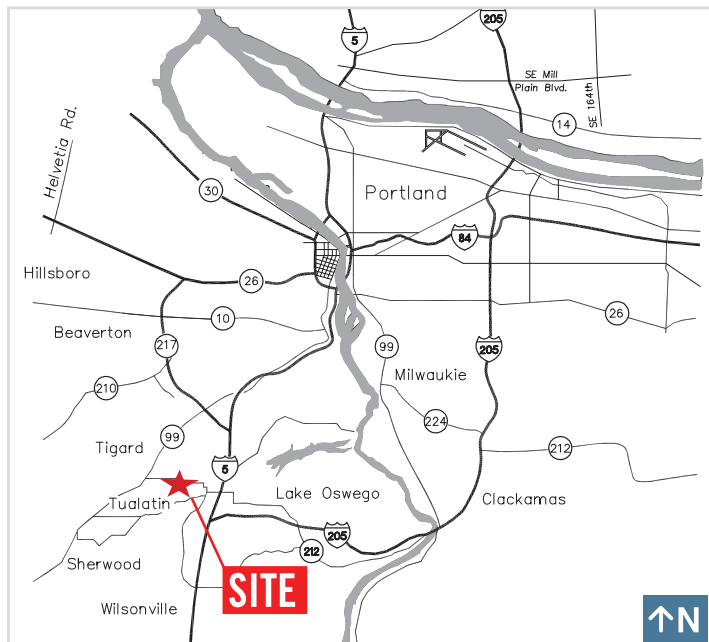 5
205
SE Mill
Plain Blvd.
SE 164th
14
Helvetia Rd.
30
Portland
84
Hillsboro
26
26
10
Beaverton
217
99
205
Milwaukie
210
224
99
Tigard
212
5
Lake Oswego
Clackamas
Tualatin
205
212
Sherwood
SITE
Wilsonville
N